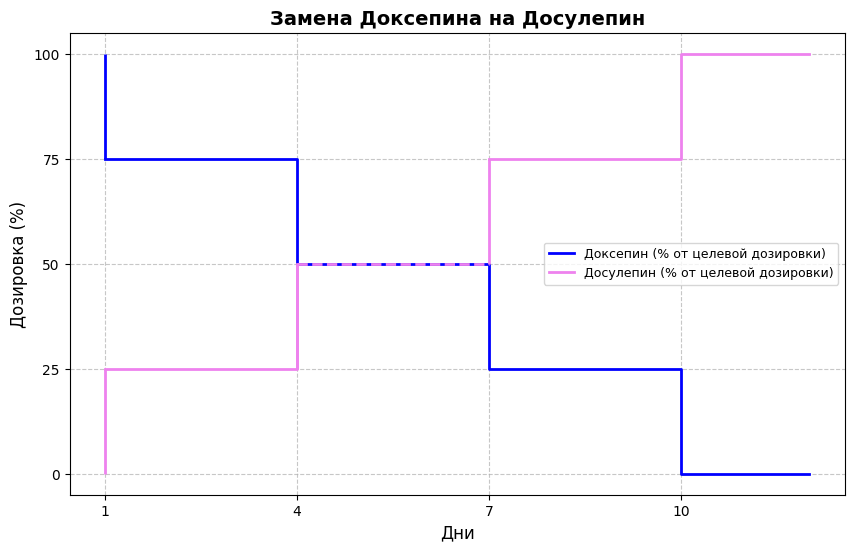 Замена Доксепина на Досулепин
Дозировка (%)
100
75
50
25
0
Доксепин (% от целевой дозировки)
Досулепин (% от целевой дозировки)
1
4
7
10
Дни